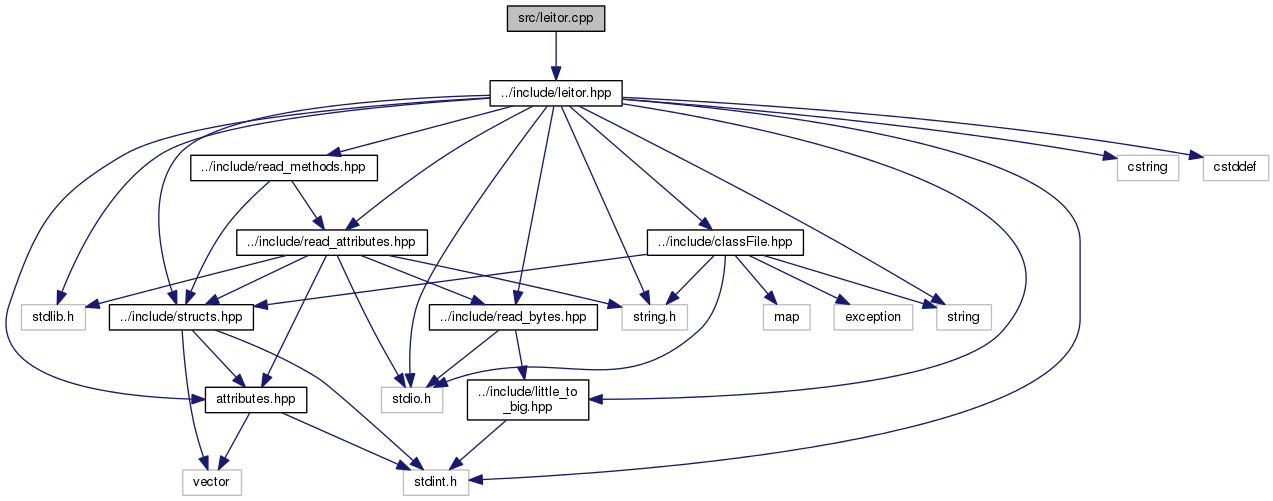 src/leitor.cpp
../include/leitor.hpp
../include/read_methods.hpp
cstring
cstddef
../include/read_attributes.hpp
../include/classFile.hpp
stdlib.h
../include/structs.hpp
../include/read_bytes.hpp
string.h
map
exception
string
attributes.hpp
stdio.h
../include/little_to
_big.hpp
vector
stdint.h